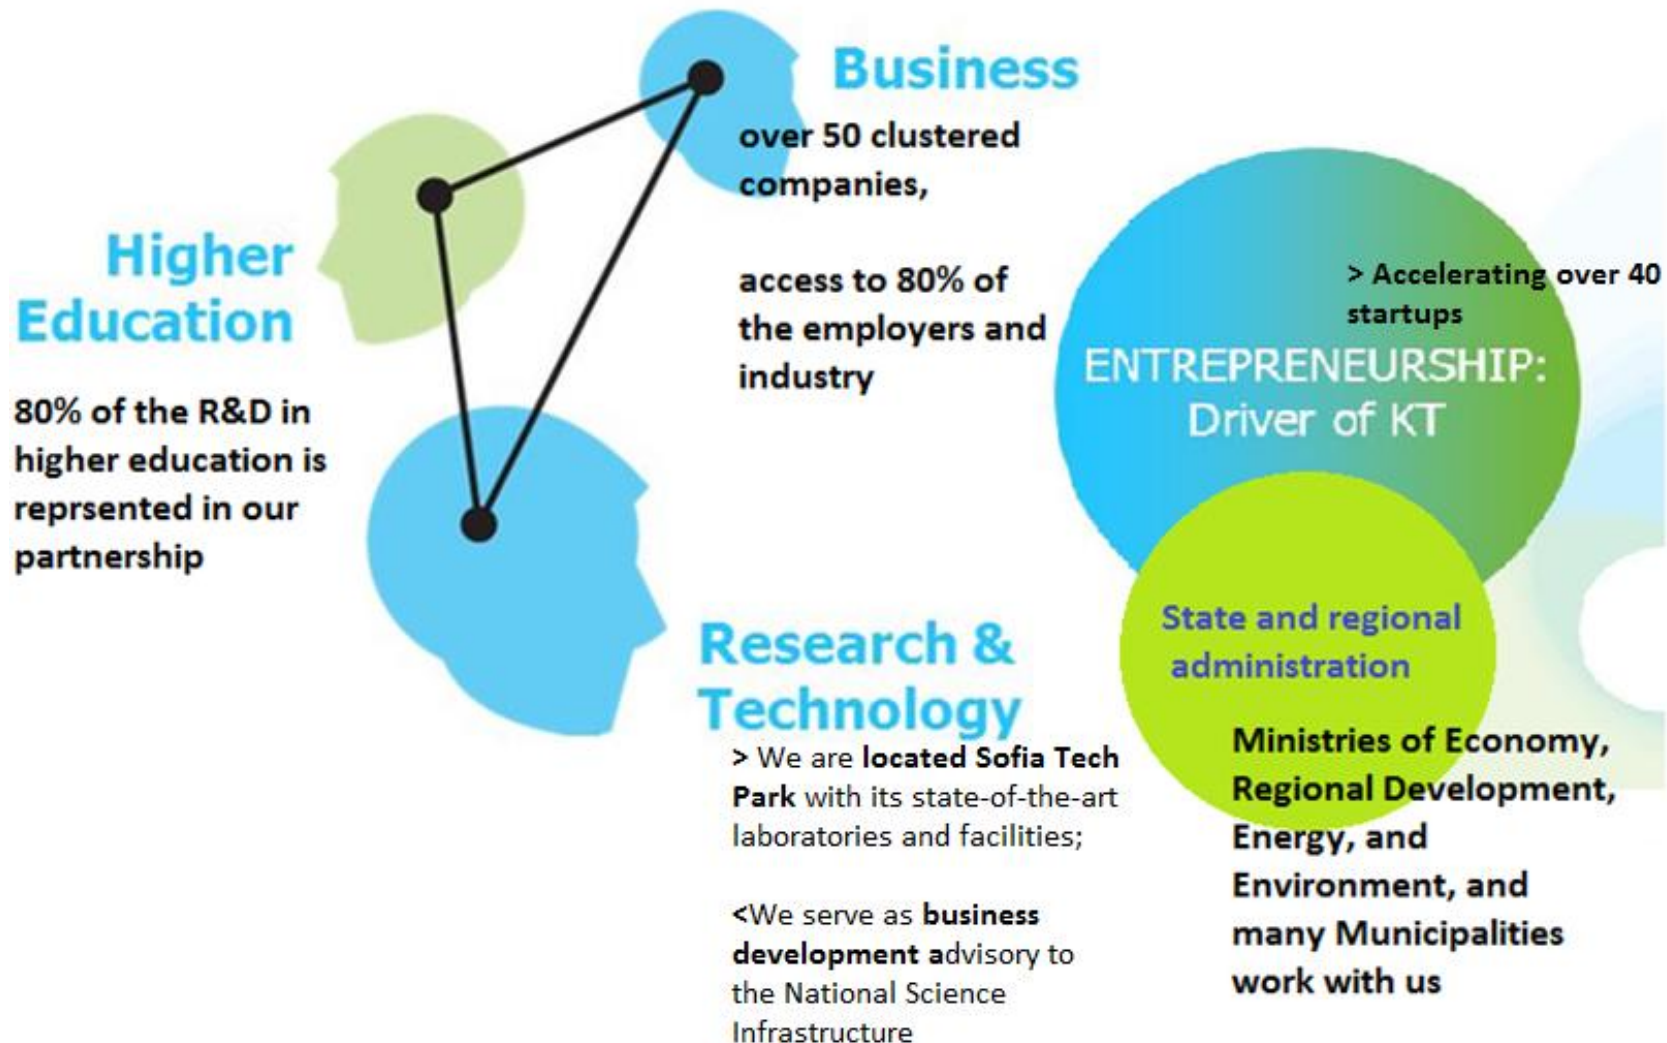 Business
over 50 clustered
companies,
access to 80% of
the employers and
industry
Higher
Education
80% of the R&D in
higher education is
reprsented in our
partnership
> Accelerating over 40
startups
ENTREPRENEURSHIP:
Driver of KT
State and regional
administration
Ministries of Economy,
Regional Development,
Energy, and
Environment, and
many Municipalities
work with us
Research &
Technology
> We are located Sofia Tech
Park with its state-of-the-art
laboratories and facilities;
<We serve as business
development advisory to
the National Science
Infrastructure